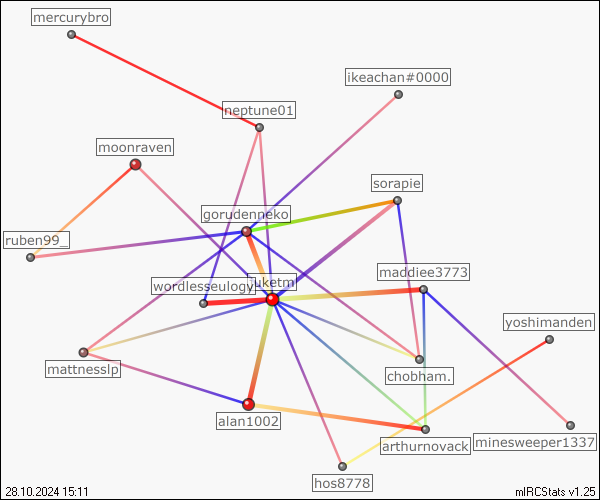 mercurybro
ikeachan#0000
neptune01
moonraven
sorapie
gorudenneko
ruben99_
maddiee3773
wordlesseulogy
yoshimanden
mattnesslp
chobham.
alan1002
arthurnovack
minesweeper1337
hos8778
28.10.2024 15:11
mIRCStats v1.25